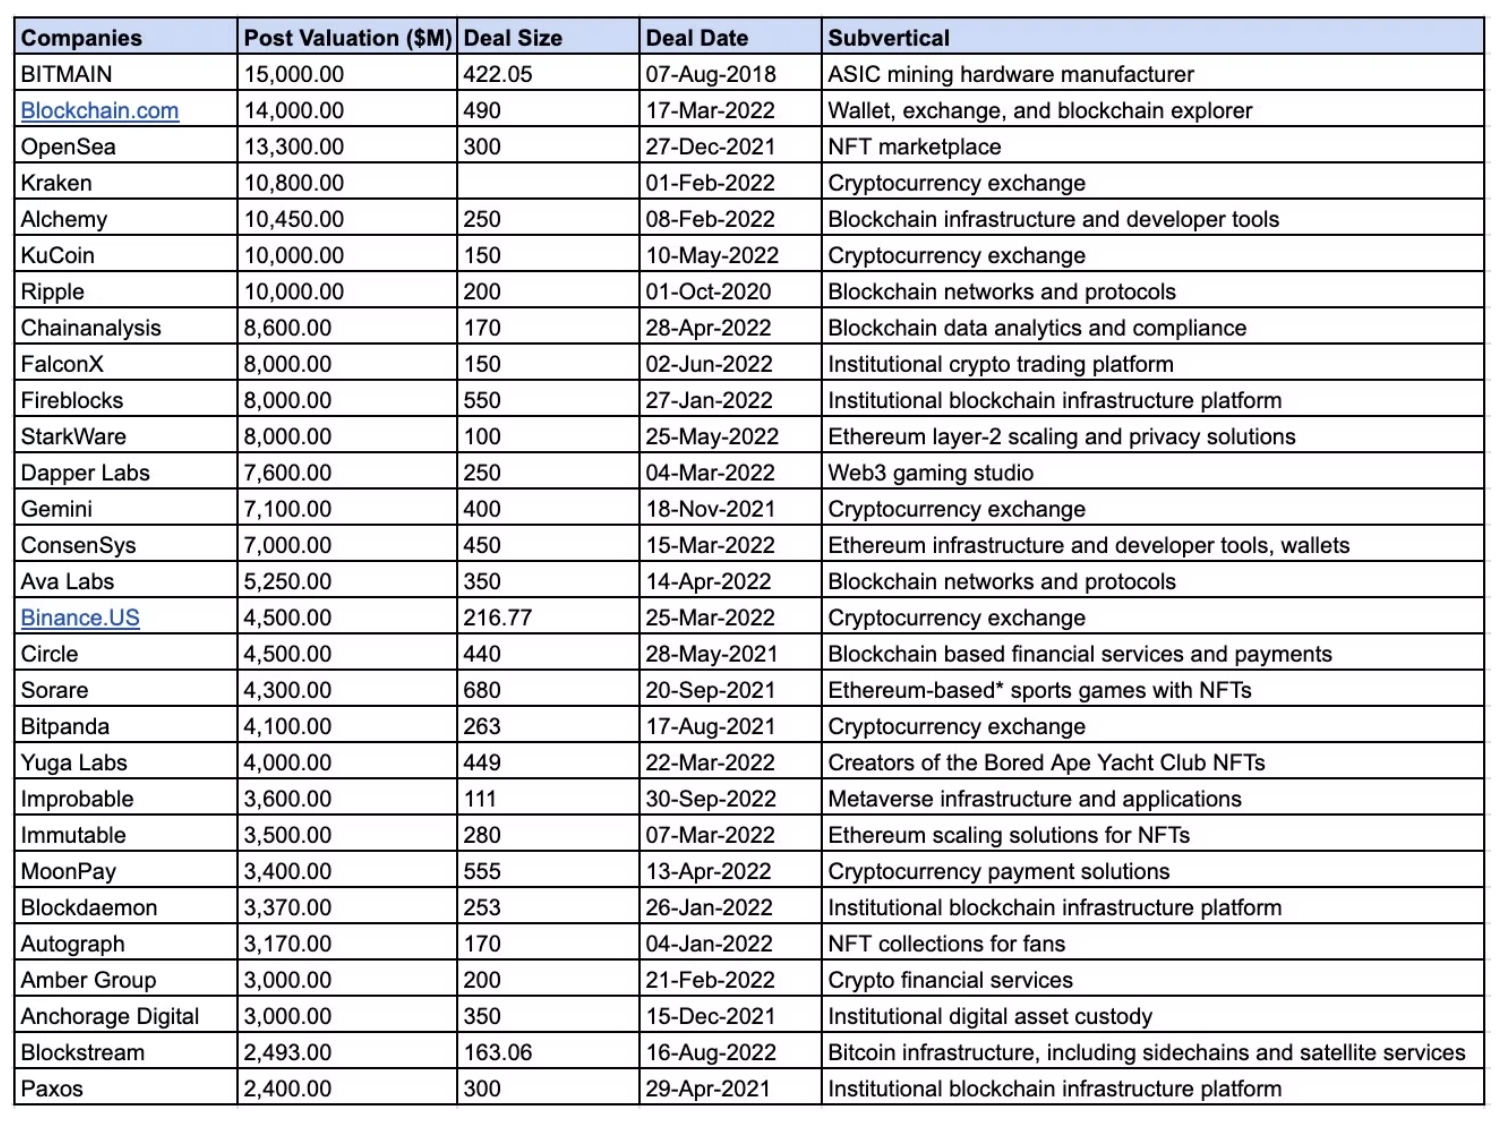 Companies Post Valuation ($M) Deal Size Deal Date Subvertical
BITMAIN 15,000.00 422.05 07-Aug-2018 ASIC mining hardware manufacturer
Blockchain.com 14,000.00 490 17-Mar-2022 Wallet, exchange, and blockchain explorer
OpenSea 13,300.00 300 27-Dec-2021 NFT marketplace
Kraken 10,800.00 01-Feb-2022 Cryptocurrency exchange
Alchemy 10,450.00 250 08-Feb-2022 Blockchain infrastructure and developer tools
KuCoin 10,000.00 150 10-May-2022 Cryptocurrency exchange
Ripple 10,000.00 200 01-Oct-2020 Blockchain networks and protocols
Chainanalysis 8,600.00 170 28-Apr-2022 Blockchain data analytics and compliance
FalconX 8,000.00 150 02-Jun-2022 Institutional crypto trading platform
Fireblocks 8,000.00 550 27-Jan-2022 Institutional blockchain infrastructure platform
StarkWare 8,000.00 100 25-May-2022 Ethereum layer-2 scaling and privacy solutions
Dapper Labs 7,600.00 250 04-Mar-2022 Web3 gaming studio
Gemini 7,100.00 400 18-Nov-2021 Cryptocurrency exchange
ConsenSys 7,000.00 450 15-Mar-2022 Ethereum infrastructure and developer tools, wallets
Ava Labs 5,250.00 350 14-Apr-2022 Blockchain networks and protocols
Binance.US 4,500.00 216.77 25-Mar-2022 Cryptocurrency exchange
Circle 4,500.00 440 28-May-2021 Blockchain based financial services and payments
Sorare 4,300.00 680 20-Sep-2021 Ethereum-based* sports games with NFTs
Bitpanda 4,100.00 263 17-Aug-2021 Cryptocurrency exchange
Yuga Labs 4,000.00 449 22-Mar-2022 Creators of the Bored Ape Yacht Club NFTs
Improbable 3,600.00 111 30-Sep-2022 Metaverse infrastructure and applications
Immutable 3,500.00 280 07-Mar-2022 Ethereum scaling solutions for NFTs
MoonPay 3,400.00 555 13-Apr-2022 Cryptocurrency payment solutions
Blockdaemon 3,370.00 253 26-Jan-2022 Institutional blockchain infrastructure platform
Autograph 3,170.00 170 04-Jan-2022 NFT collections for fans
Amber Group 3,000.00 200 21-Feb-2022 Crypto financial services
Anchorage Digital 3,000.00 350 15-Dec-2021 Institutional digital asset custody
Blockstream 2,493.00 163.06 16-Aug-2022 Bitcoin infrastructure, including sidechains and satellite services
Paxos 2,400.00 300 29-Apr-2021 Institutional blockchain infrastructure platform